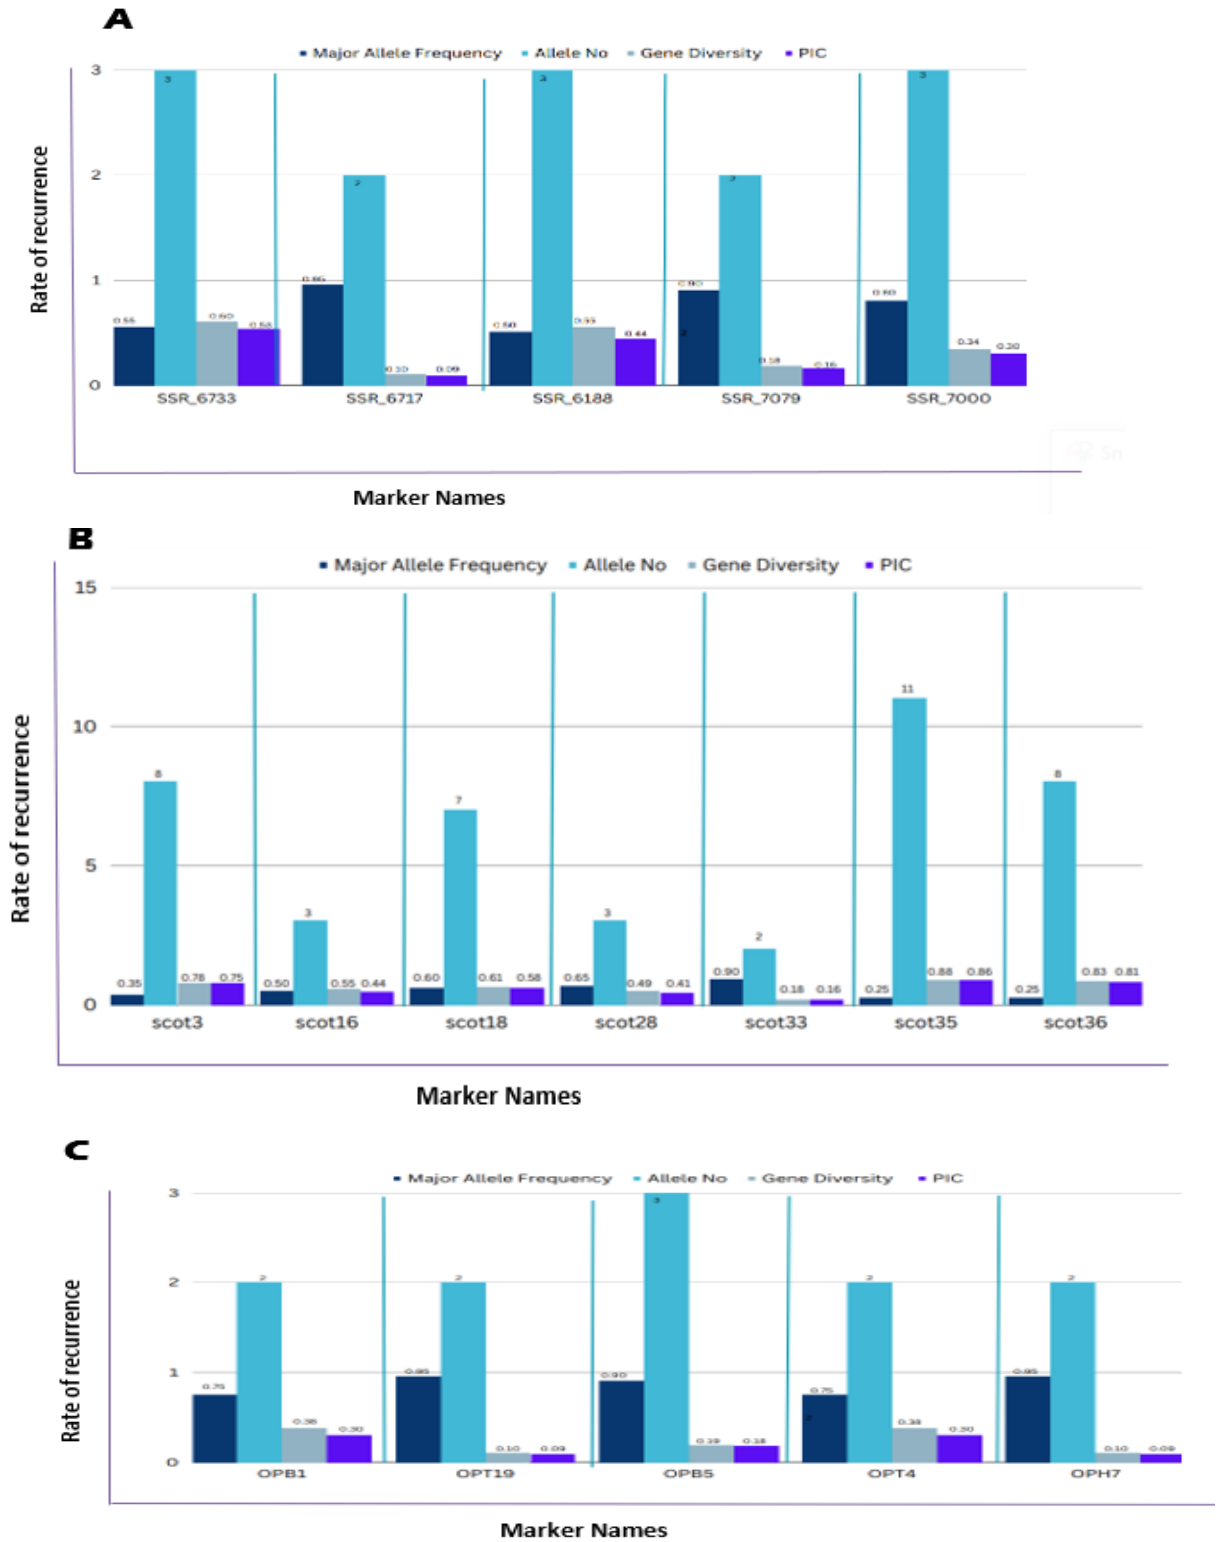 A
Major Allele Frequency Allele No Gene Diversity PIC
3
2
1
0
Rate of recurrence
0.55 3 0.60 0.53
0.95 2 0.10 0.09
0.50 3 0.55 0.44
0.90 2 2 0.18 0.16
0.80 3 0.34 0.30
SSR_6733 SSR_6717 SSR_6188 SSR_7079 SSR_7000
Sn
Marker Names
B
Major Allele Frequency Allele No Gene Diversity PIC
15
10
5
0
Rate of recurrence
0.35 8 0.78 0.75
0.50 3 0.55 0.44
0.60 7 0.61 0.58
0.65 3 0.49 0.41
0.90 2 0.18 0.16
0.25 11 0.88 0.86
0.25 8 0.83 0.81
scot3 scot16 scot18 scot28 scot33 scot35 scot36
Marker Names
C
Major Allele Frequency Allele No Gene Diversity PIC
3
2
1
0
Rate of recurrence
0.75 2 0.38 0.30
0.95 2 0.10 0.09
0.90 3 0.19 0.18
0.75 2 0.38 0.30
0.95 2 0.10 0.09
OPB1 OPT19 OPB5 OPT4 OPH7
Marker Names